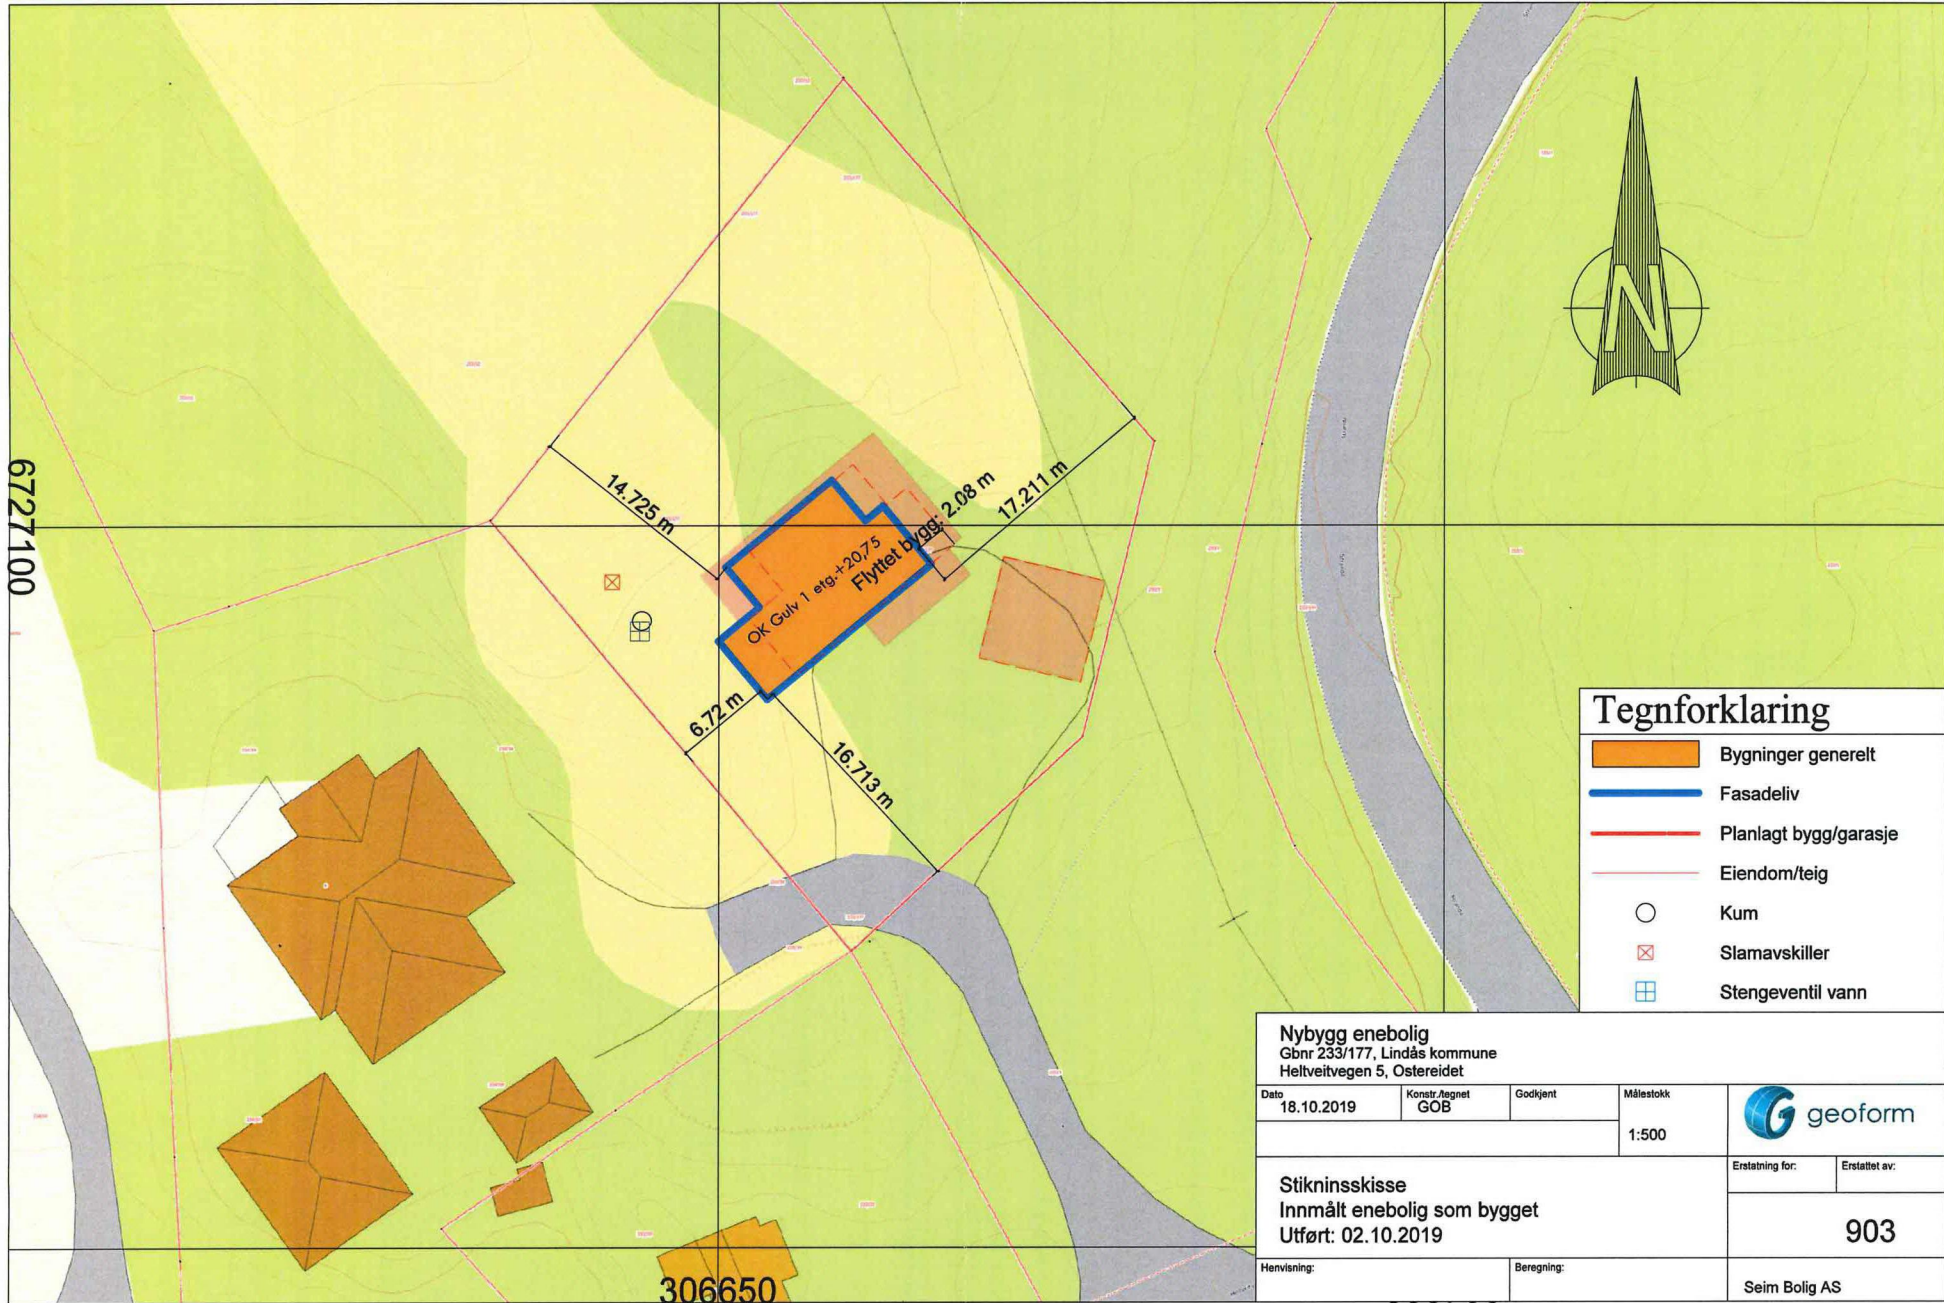 6727100
14.725 m
17.211 m
Flyttet bygg: 2.08 m
OK Gulv 1 etg.+20,75
6.72 m
16.713 m
306650
N
Tegnforklaring
Bygninger generelt
Fasadeliv
Planlagt bygg/garasje
Eiendom/teig
Kum
Slamavskiller
Stengeventil vann
Nybygg enebolig
Gbnr 233/177, Lindås kommune
Heltveitvegen 5, Ostereidet
Dato
18.10.2019
Konstr./tegnet
GOB
Godkjent
Målestokk
1:500
geoform
Stikninsskisse
Innmålt enebolig som bygget
Utført: 02.10.2019
Erstatning for:
Erstattet av:
903
Henvisning:
Beregning:
Seim Bolig AS